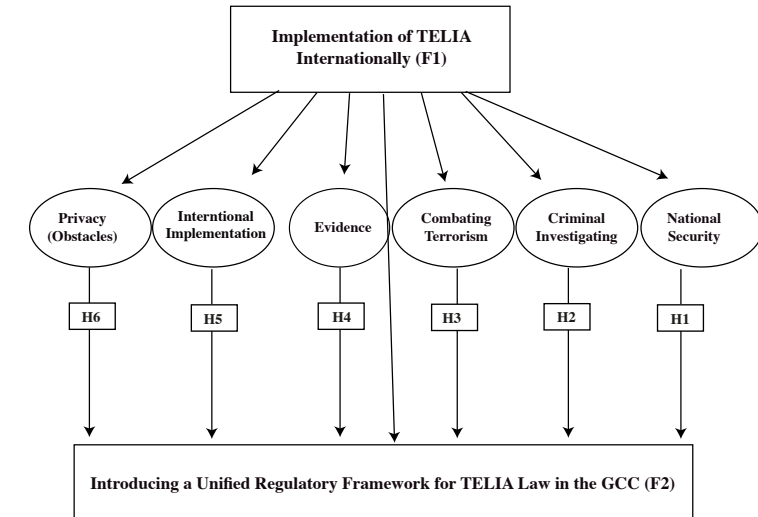 Implementation of TELIA
Internationally (F1)
Privacy
(Obstacles)
Interntional
Implementation
Evidence
Combating
Terrorism
Criminal
Investigating
National
Security
H6
H5
H4
H3
H2
H1
Introducing a Unified Regulatory Framework for TELIA Law in the GCC (F2)